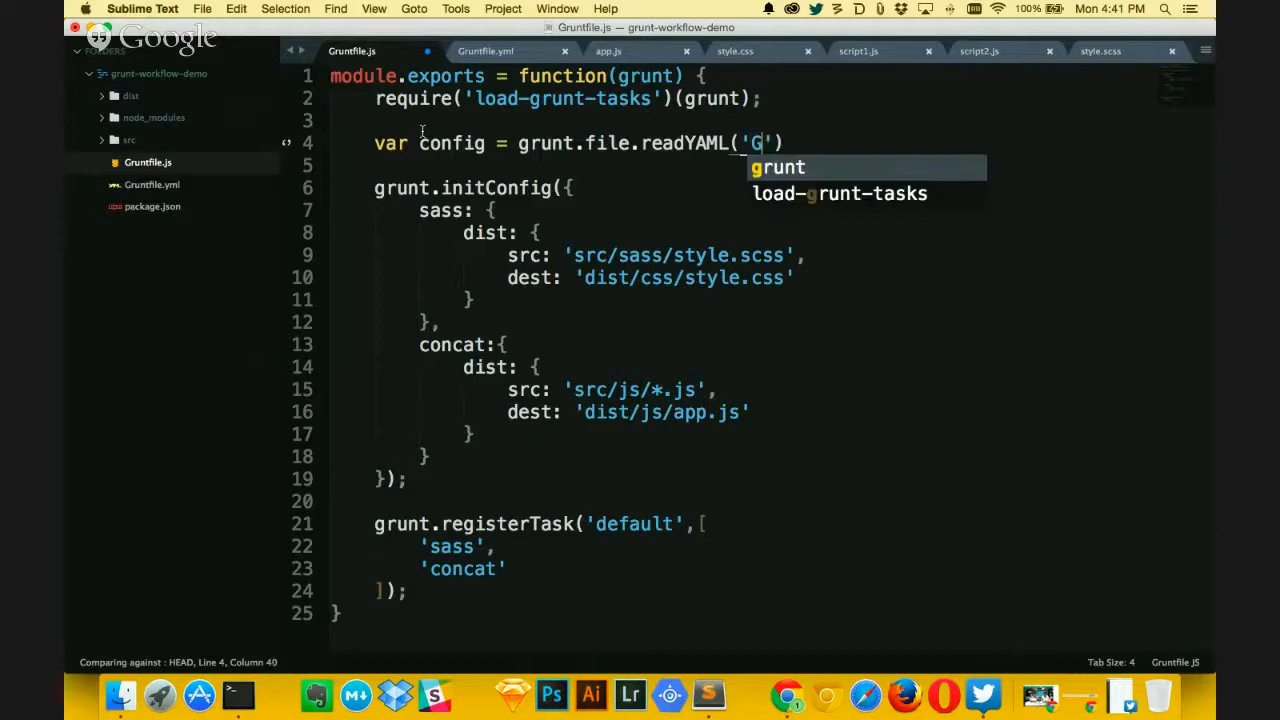 Sublime Text File Edit Selection Find View Goto Tools Project Window Help 100% Mon 4:41 PM
Gruntfile.js — grunt-workflow-demo
Google
FOLDERS
grunt-workflow-demo
dist
node_modules
src
Gruntfile.js
Gruntfile.yml
package.json
Gruntfile.js Gruntfile.yml app.js style.css script1.js script2.js style.scss
1 module.exports = function(grunt) {
2 require('load-grunt-tasks')(grunt);
3
4 var config = grunt.file.readYAML('G')
grunt
load-grunt-tasks
5
6 grunt.initConfig({
7 sass: {
8 dist: {
9 src: 'src/sass/style.scss',
10 dest: 'dist/css/style.css'
11 }
12 },
13 concat:{
14 dist: {
15 src: 'src/js/*.js',
16 dest: 'dist/js/app.js'
17 }
18 }
19 });
20
21 grunt.registerTask('default',[
22 'sass',
23 'concat'
24 ]);
25 }
Comparing against : HEAD, Line 4, Column 40 Tab Size: 4 Gruntfile JS
M Ps Ai Lr S